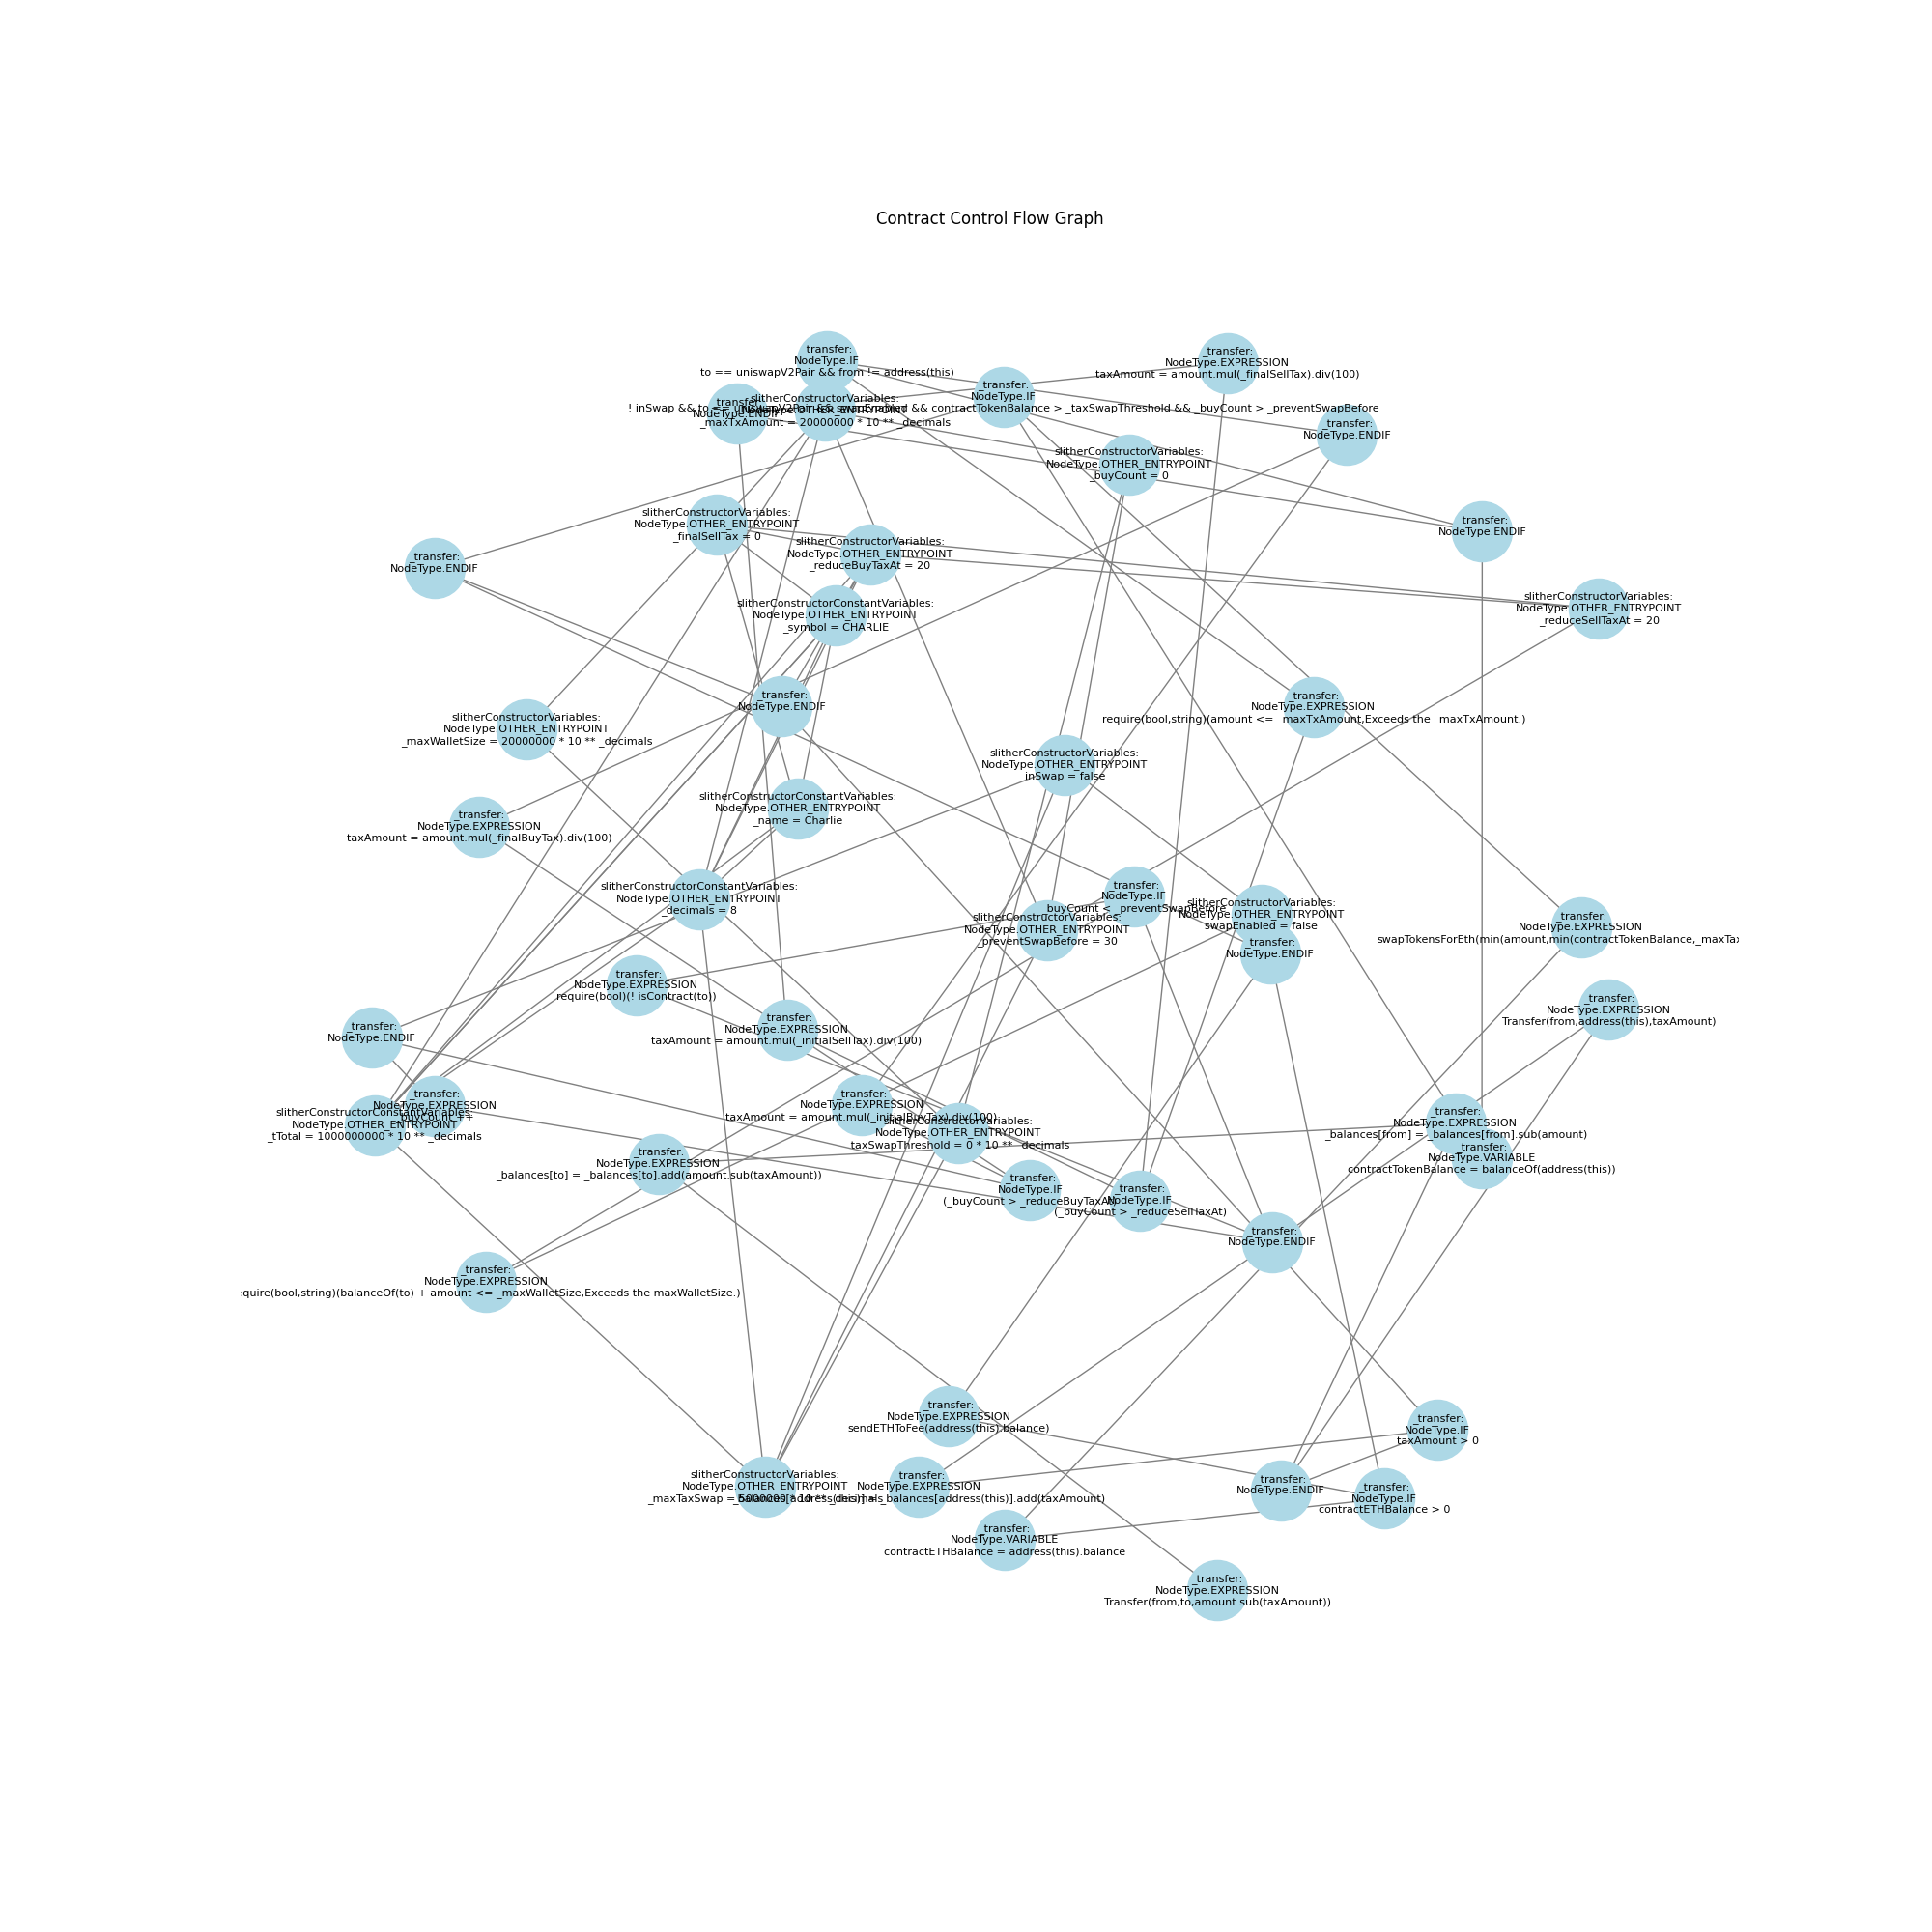 Contract Control Flow Graph
_transfer:
NodeType.IF
to == uniswapV2Pair && from != address(this)
_transfer:
NodeType.EXPRESSION
taxAmount = amount.mul(_finalSellTax).div(100)
_transfer:
NodeType.IF
! inSwap && to == uniswapV2Pair && swapEnabled && contractTokenBalance > _taxSwapThreshold && _buyCount > _preventSwapBefore
_transfer:
NodeType.ENDIF
slitherConstructorVariables:
NodeType.OTHER_ENTRYPOINT
_maxTxAmount = 20000000 * 10 ** _decimals
_transfer:
NodeType.ENDIF
slitherConstructorVariables:
NodeType.OTHER_ENTRYPOINT
_buyCount = 0
slitherConstructorVariables:
NodeType.OTHER_ENTRYPOINT
_finalSellTax = 0
_transfer:
NodeType.ENDIF
slitherConstructorVariables:
NodeType.OTHER_ENTRYPOINT
_reduceBuyTaxAt = 20
_transfer:
NodeType.ENDIF
slitherConstructorVariables:
NodeType.OTHER_ENTRYPOINT
_reduceSellTaxAt = 20
slitherConstructorConstantVariables:
NodeType.OTHER_ENTRYPOINT
_symbol = CHARLIE
_transfer:
NodeType.ENDIF
_transfer:
NodeType.EXPRESSION
require(bool,string)(amount <= _maxTxAmount,Exceeds the _maxTxAmount.)
slitherConstructorVariables:
NodeType.OTHER_ENTRYPOINT
_maxWalletSize = 20000000 * 10 ** _decimals
slitherConstructorVariables:
NodeType.OTHER_ENTRYPOINT
inSwap = false
slitherConstructorConstantVariables:
NodeType.OTHER_ENTRYPOINT
_name = Charlie
_transfer:
NodeType.EXPRESSION
taxAmount = amount.mul(_finalBuyTax).div(100)
slitherConstructorConstantVariables:
NodeType.OTHER_ENTRYPOINT
_decimals = 8
_transfer:
NodeType.IF
_buyCount < _preventSwapBefore
slitherConstructorVariables:
NodeType.OTHER_ENTRYPOINT
swapEnabled = false
slitherConstructorVariables:
NodeType.OTHER_ENTRYPOINT
_preventSwapBefore = 30
_transfer:
NodeType.EXPRESSION
swapTokensForEth(min(amount,min(contractTokenBalance,_maxTa
_transfer:
NodeType.ENDIF
_transfer:
NodeType.EXPRESSION
require(bool)(! isContract(to))
_transfer:
NodeType.EXPRESSION
Transfer(from,address(this),taxAmount)
_transfer:
NodeType.EXPRESSION
taxAmount = amount.mul(_initialSellTax).div(100)
_transfer:
NodeType.ENDIF
_transfer:
NodeType.EXPRESSION
_buyCount ++
slitherConstructorConstantVariables:
NodeType.OTHER_ENTRYPOINT
_tTotal = 1000000000 * 10 ** _decimals
_transfer:
NodeType.EXPRESSION
taxAmount = amount.mul(_initialBuyTax).div(100)
slitherConstructorVariables:
NodeType.OTHER_ENTRYPOINT
_taxSwapThreshold = 0 * 10 ** _decimals
_transfer:
NodeType.EXPRESSION
_balances[from] = _balances[from].sub(amount)
_transfer:
NodeType.VARIABLE
contractTokenBalance = balanceOf(address(this))
_transfer:
NodeType.EXPRESSION
_balances[to] = _balances[to].add(amount.sub(taxAmount))
_transfer:
NodeType.IF
(_buyCount > _reduceBuyTaxAt)
_transfer:
NodeType.IF
(_buyCount > _reduceSellTaxAt)
_transfer:
NodeType.ENDIF
_transfer:
NodeType.EXPRESSION
quire(bool,string)(balanceOf(to) + amount <= _maxWalletSize,Exceeds the maxWalletSize.)
_transfer:
NodeType.EXPRESSION
sendETHToFee(address(this).balance)
_transfer:
NodeType.IF
taxAmount > 0
slitherConstructorVariables:
NodeType.OTHER_ENTRYPOINT
_maxTaxSwap = 5000000 * 10 ** _decimals
_transfer:
NodeType.EXPRESSION
_balances[address(this)] = _balances[address(this)].add(taxAmount)
_transfer:
NodeType.ENDIF
_transfer:
NodeType.IF
contractETHBalance > 0
_transfer:
NodeType.VARIABLE
contractETHBalance = address(this).balance
_transfer:
NodeType.EXPRESSION
Transfer(from,to,amount.sub(taxAmount))